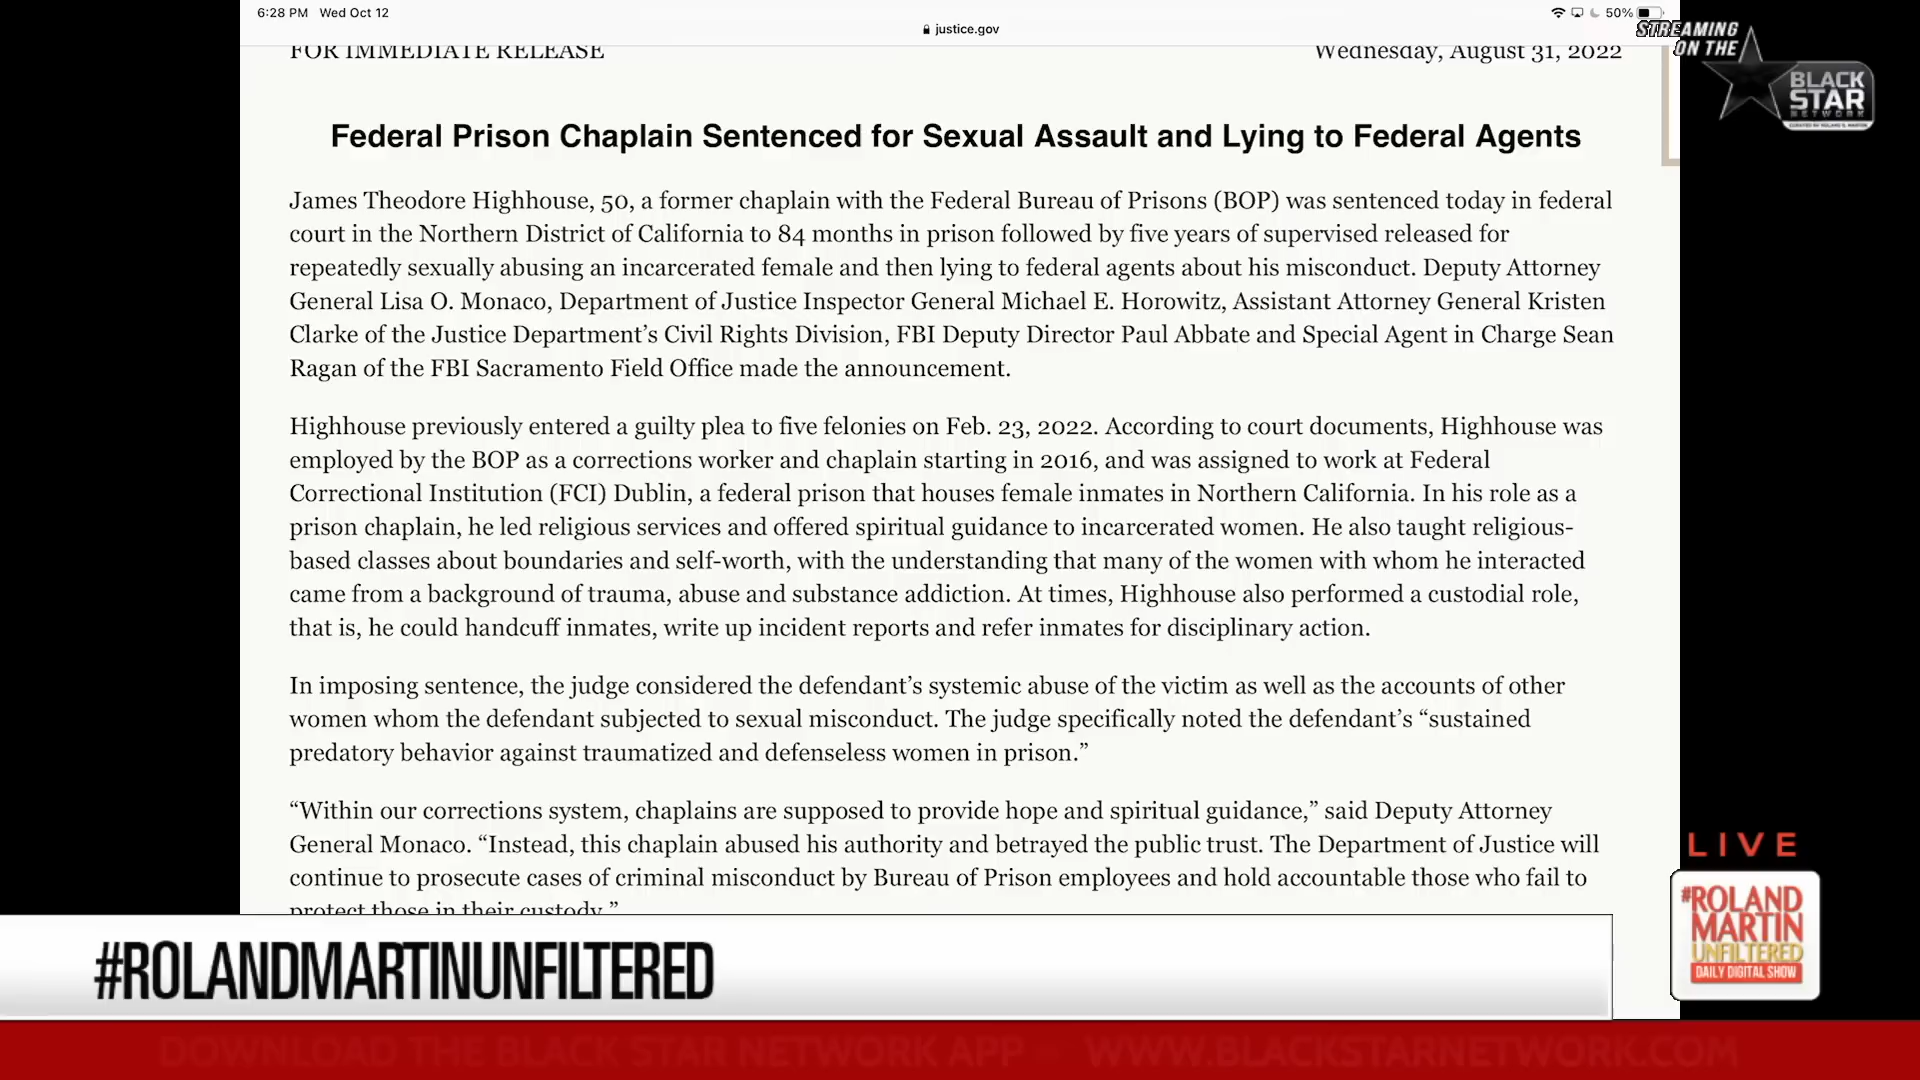 6:28 PM Wed Oct 12
50%
justice.gov
STREAMING
ON THE
BLACK
STAR
NETWORK
FOR IMMEDIATE RELEASE
Wednesday, August 31, 2022
Federal Prison Chaplain Sentenced for Sexual Assault and Lying to Federal Agents
James Theodore Highhouse, 50, a former chaplain with the Federal Bureau of Prisons (BOP) was sentenced today in federal
court in the Northern District of California to 84 months in prison followed by five years of supervised released for
repeatedly sexually abusing an incarcerated female and then lying to federal agents about his misconduct. Deputy Attorney
General Lisa O. Monaco, Department of Justice Inspector General Michael E. Horowitz, Assistant Attorney General Kristen
Clarke of the Justice Department’s Civil Rights Division, FBI Deputy Director Paul Abbate and Special Agent in Charge Sean
Ragan of the FBI Sacramento Field Office made the announcement.
Highhouse previously entered a guilty plea to five felonies on Feb. 23, 2022. According to court documents, Highhouse was
employed by the BOP as a corrections worker and chaplain starting in 2016, and was assigned to work at Federal
Correctional Institution (FCI) Dublin, a federal prison that houses female inmates in Northern California. In his role as a
prison chaplain, he led religious services and offered spiritual guidance to incarcerated women. He also taught religious-
based classes about boundaries and self-worth, with the understanding that many of the women with whom he interacted
came from a background of trauma, abuse and substance addiction. At times, Highhouse also performed a custodial role,
that is, he could handcuff inmates, write up incident reports and refer inmates for disciplinary action.
In imposing sentence, the judge considered the defendant’s systemic abuse of the victim as well as the accounts of other
women whom the defendant subjected to sexual misconduct. The judge specifically noted the defendant’s “sustained
predatory behavior against traumatized and defenseless women in prison.”
“Within our corrections system, chaplains are supposed to provide hope and spiritual guidance,” said Deputy Attorney
General Monaco. “Instead, this chaplain abused his authority and betrayed the public trust. The Department of Justice will
continue to prosecute cases of criminal misconduct by Bureau of Prison employees and hold accountable those who fail to
protect those in their custody.”
LIVE
#ROLAND
MARTIN
UNFILTERED
DAILY DIGITAL SHOW
#ROLANDMARTINUNFILTERED
DOWNLOAD THE BLACK STAR NETWORK APP - WWW.BLACKSTARNETWORK.COM